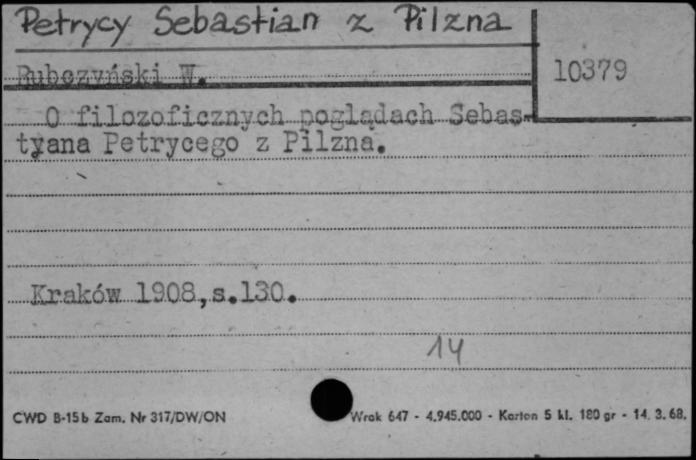 Petrycy Sebastian z Pilzna
10379
Rubczyński W.
O filozoficznych poglądach Sebas-
tyana Petrycego z Pilzna.
Kraków 1908,s.130.
14
CWD B-15b Zam. Nr 317/DW/ON Wrak 647 - 4.945.000 - Karton 5 kl. 180 gr - 14. 3. 68.